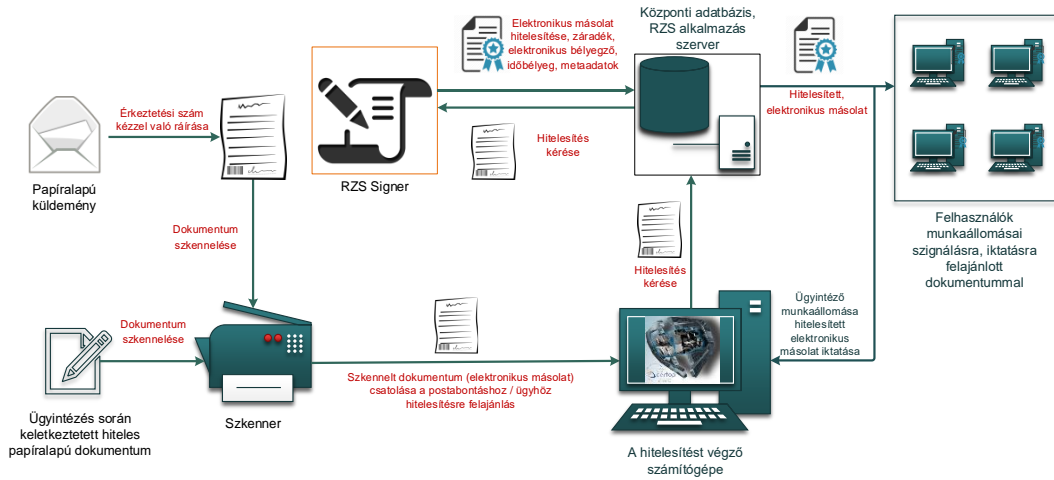 Elektronikus másolat
hitelesítése, záradék,
elektronikus bélyegző,
időbélyeg, metaadatok
Központi adatbázis,
RZS alkalmazás
szerver
Érkeztetési szám
kézzel való ráírása
Hitelesítés
kérése
Hitelesített,
elektronikus másolat
Papíralapú
küldemény
RZS Signer
Felhasználók
munkaállomásai
szignálásra, iktatásra
felajánlott
dokumentummal
Dokumentum
szkennelése
Hitelesítés
kérése
Ügyintéző
munkaállomása
hitelesített
elektronikus
másolat iktatása
Dokumentum
szkennelése
Szkennelt dokumentum (elektronikus másolat)
csatolása a postabontáshoz / ügyhöz
hitelesítésre felajánlás
Ügyintézés során
keletkeztetett hiteles
papíralapú dokumentum
Szkenner
A hitelesítést végző
számítógépe